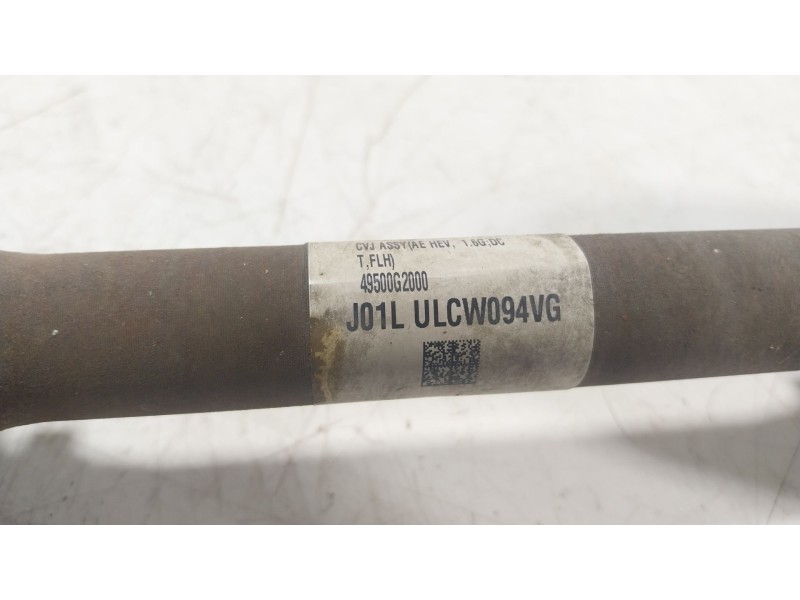 CVJ ASSY(AE HEV, 1.6G;DC
T,FLH)
49500G2000
J01L ULCW094VG